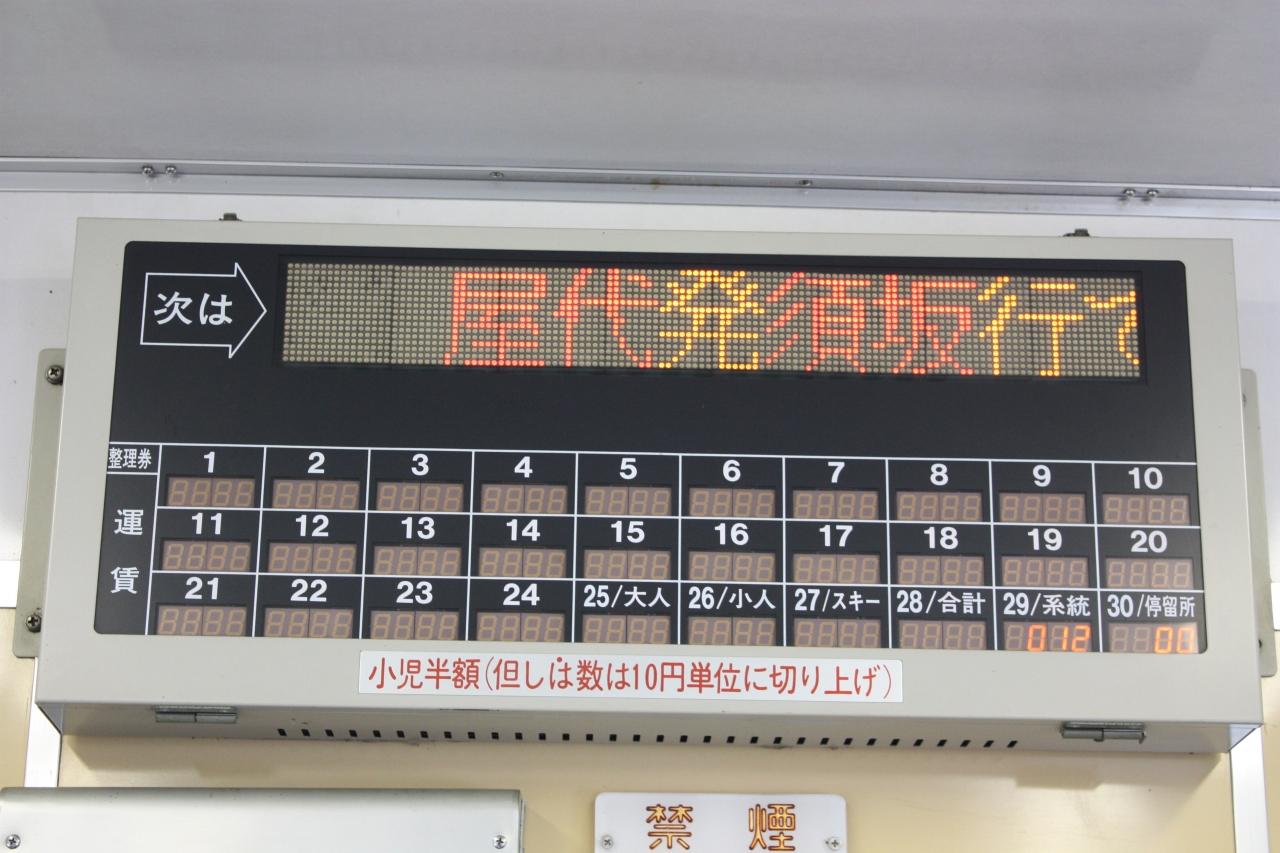 次は 屋代発須坂行で
整理券 1 2 3 4 5 6 7 8 9 10
運賃
11 12 13 14 15 16 17 18 19 20
21 22 23 24 25/大人 26/小人 27/スキー 28/合計 29/系統 30/停留所
012 00
小児半額(但しは数は10円単位に切り上げ)
禁煙